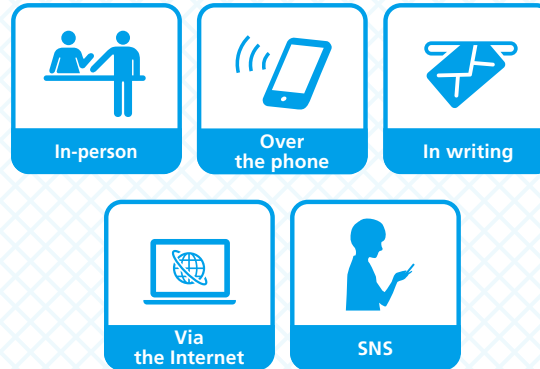 In-person
Over
the phone
In writing
Via
the Internet
SNS